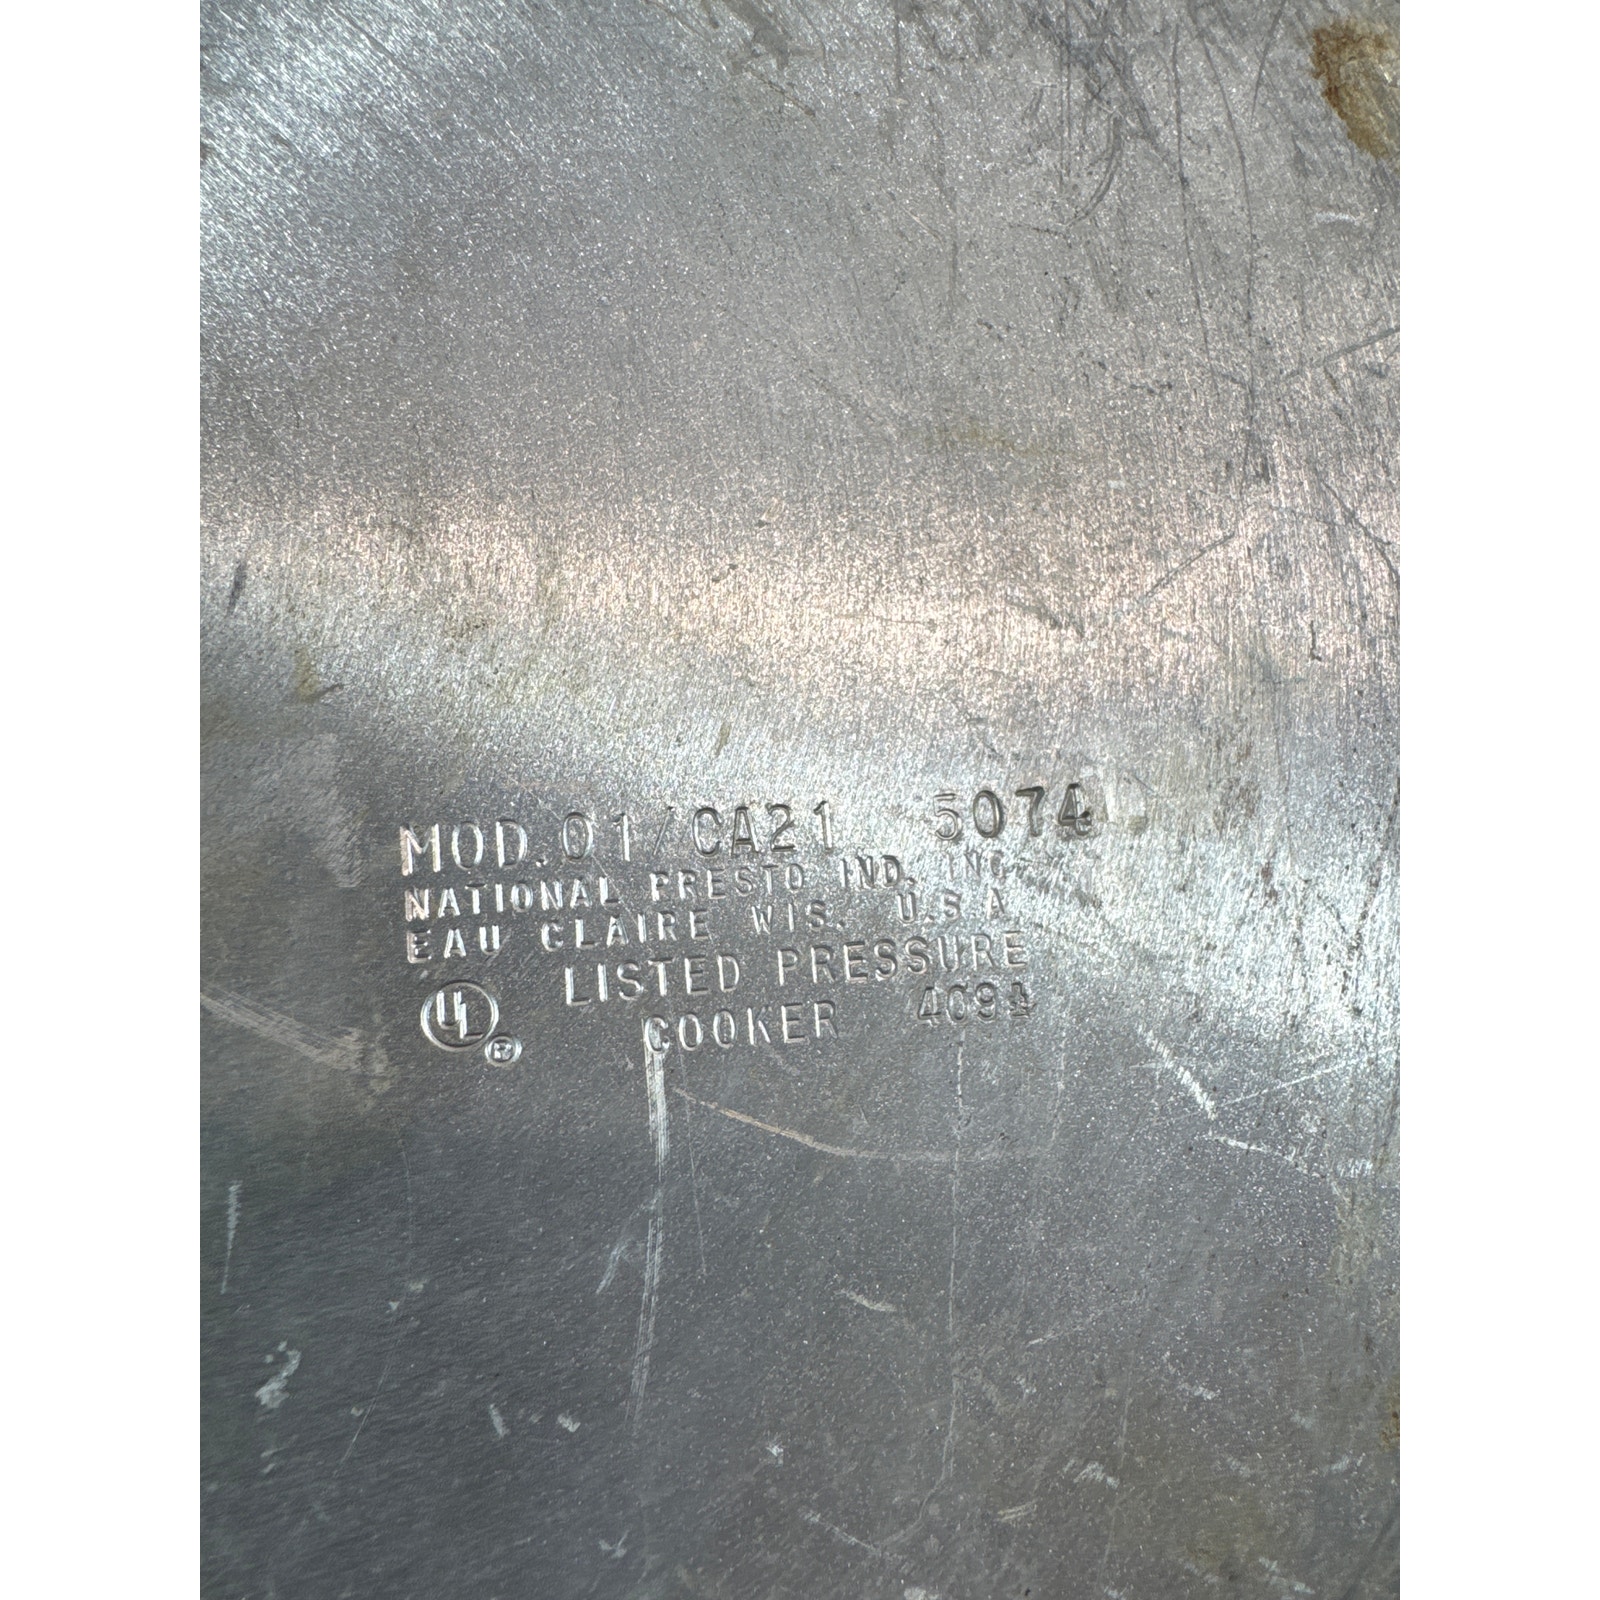 MOD. 01/CA21 5074
NATIONAL PRESTO IND. INC
EAU CLAIRE WIS. U.S.A.
UL ® LISTED PRESSURE
COOKER 4094